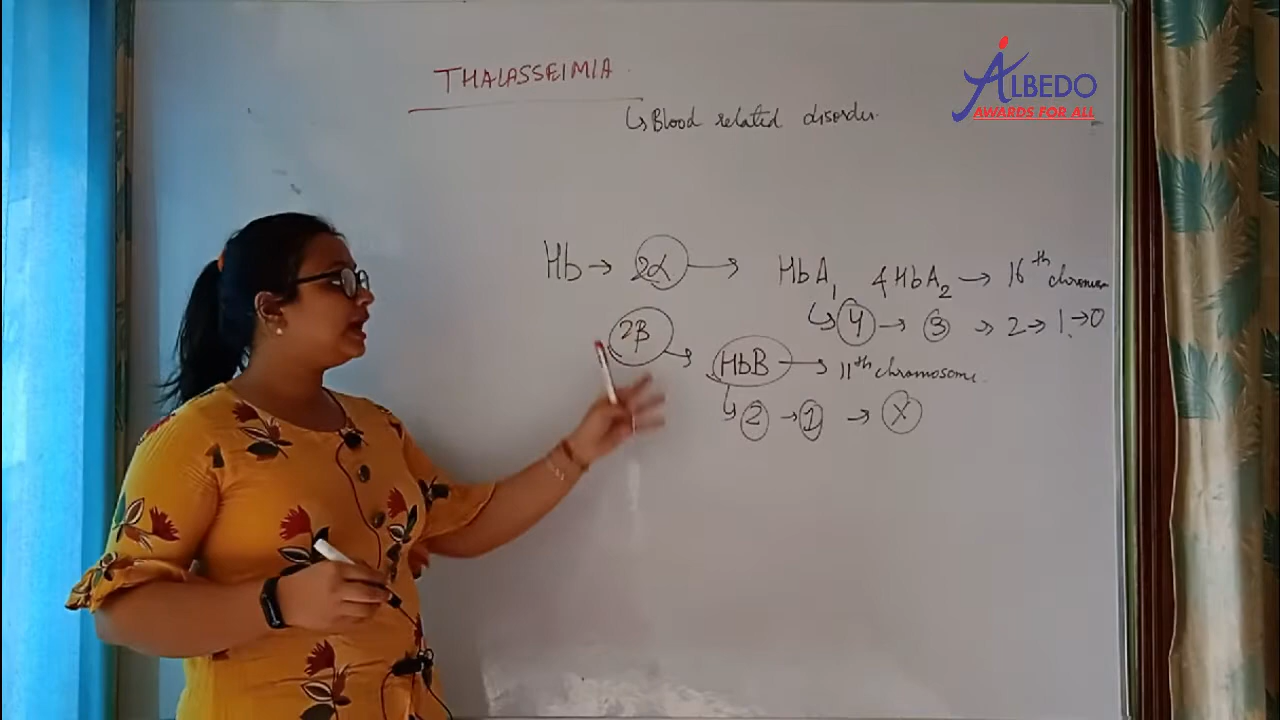 THALASSEIMIA
ALBEDO
AWARDS FOR ALL
↳ Blood related disorder.
Hb → 2α → HbA1 & HbA2 → 16th
↳ 4 → 3 → 2 → 1 → 0
2β → HbB → 11th chromosome.
↳ 2 → 1 → X